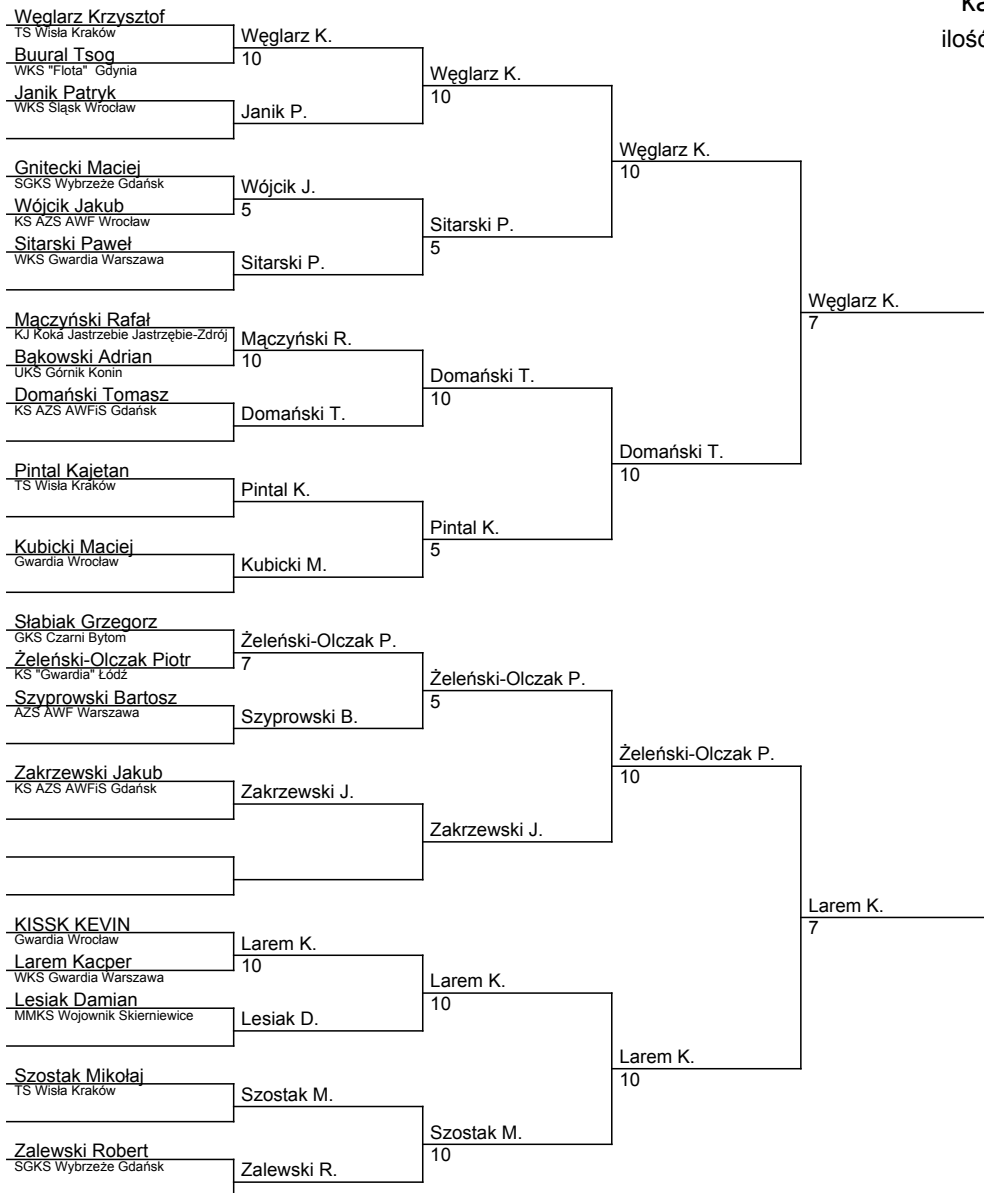 Węglarz Krzysztof
TS Wisła Kraków
Buural Tsog
WKS "Flota" Gdynia
Janik Patryk
WKS Śląsk Wrocław
Gnitecki Maciej
SGKS Wybrzeże Gdańsk
Wójcik Jakub
KS AZS AWF Wrocław
Sitarski Paweł
WKS Gwardia Warszawa
Mączyński Rafał
KJ Koka Jastrzebie Jastrzębie-Zdrój
Bąkowski Adrian
UKS Górnik Konin
Domański Tomasz
KS AZS AWFiS Gdańsk
Pintal Kajetan
TS Wisła Kraków
Kubicki Maciej
Gwardia Wrocław
Słabiak Grzegorz
GKS Czarni Bytom
Żeleński-Olczak Piotr
KS "Gwardia" Łódź
Szyprowski Bartosz
AZS AWF Warszawa
Zakrzewski Jakub
KS AZS AWFiS Gdańsk
KISSK KEVIN
Gwardia Wrocław
Larem Kacper
WKS Gwardia Warszawa
Lesiak Damian
MMKS Wojownik Skierniewice
Szostak Mikołaj
TS Wisła Kraków
Zalewski Robert
SGKS Wybrzeże Gdańsk
Węglarz K.
10
Janik P.
Wójcik J.
5
Sitarski P.
Mączyński R.
10
Domański T.
Pintal K.
Kubicki M.
Żeleński-Olczak P.
7
Szyprowski B.
Zakrzewski J.
Larem K.
10
Lesiak D.
Szostak M.
Zalewski R.
Węglarz K.
10
Sitarski P.
5
Domański T.
10
Pintal K.
5
Żeleński-Olczak P.
5
Zakrzewski J.
Larem K.
10
Szostak M.
10
Węglarz K.
10
Domański T.
10
Żeleński-Olczak P.
10
Larem K.
10
Węglarz K.
7
Larem K.
7